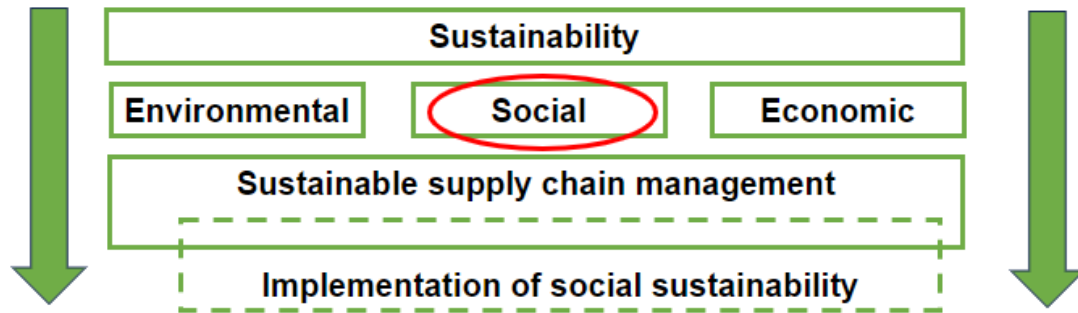 Sustainability
Environmental Social Economic
Sustainable supply chain management
Implementation of social sustainability